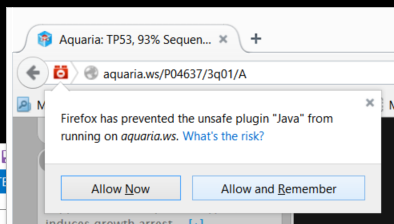 Aquaria: TP53, 93% Sequen...
aquaria.ws/P04637/3q01/A
Firefox has prevented the unsafe plugin "Java" from
running on aquaria.ws. What's the risk?
Allow Now
Allow and Remember
induces growth arrest